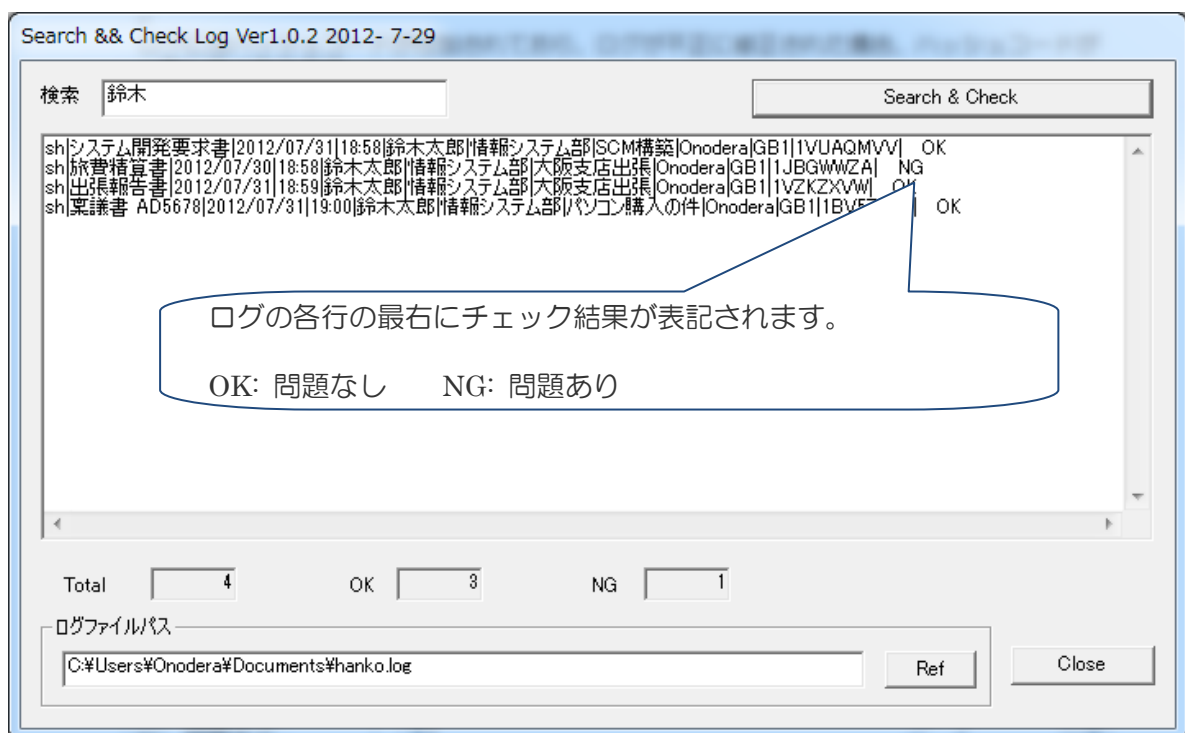 Search && Check Log Ver1.0.2 2012- 7-29
検索 鈴木 Search & Check
sh|システム開発要求書|2012/07/31|18:58|鈴木太郎|情報システム部|SCM構築|Onodera|GB1|1VUAQMVV| OK
sh|旅費精算書|2012/07/30|18:58|鈴木太郎|情報システム部|大阪支店出張|Onodera|GB1|1JBGWWZA| NG
sh|出張報告書|2012/07/31|18:59|鈴木太郎|情報システム部|大阪支店出張|Onodera|GB1|1VZKZXVW| OK
sh|稟議書 AD5678|2012/07/31|19:00|鈴木太郎|情報システム部|パソコン購入の件|Onodera|GB1| OK
ログの各行の最右にチェック結果が表記されます。
OK: 問題なし NG: 問題あり
Total 4 OK 3 NG 1
ログファイルパス
C:¥Users¥Onodera¥Documents¥hanko.log Ref Close